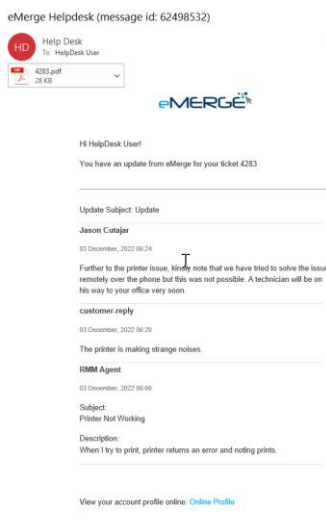 eMerge Helpdesk (message id: 62498532)
HD
Help Desk
To HelpDesk User
4283.pdf
28 KB
eMERGE
Hi HelpDesk User!
You have an update from eMerge for your ticket 4283
Update Subject: Update
Jason Cutajar
03 December, 2022 06:24
Further to the printer issue, kindly note that we have tried to solve the issue
remotely over the phone but this was not possible. A technician will be on
his way to your office very soon.
customer-reply
03 December, 2022 06:20
The printer is making strange noises.
RMM Agent
03 December, 2022 06:06
Subject:
Printer Not Working
Description:
When I try to print, printer returns an error and noting prints.
View your account profile online: Online Profile